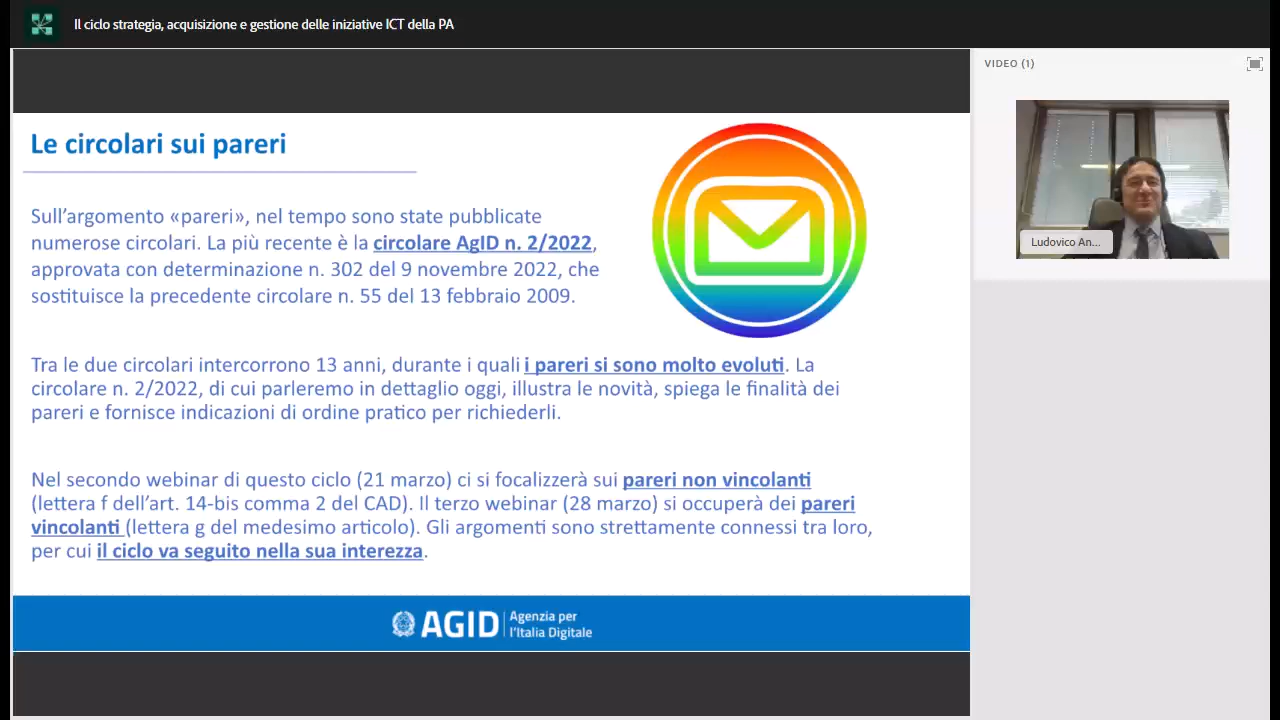 Il ciclo strategia, acquisizione e gestione delle iniziative ICT della PA
VIDEO (1)
Ludovico An...
Le circolari sui pareri
Sull'argomento «pareri», nel tempo sono state pubblicate
numerose circolari. La più recente è la circolare AgID n. 2/2022,
approvata con determinazione n. 302 del 9 novembre 2022, che
sostituisce la precedente circolare n. 55 del 13 febbraio 2009.
Tra le due circolari intercorrono 13 anni, durante i quali i pareri si sono molto evoluti. La
circolare n. 2/2022, di cui parleremo in dettaglio oggi, illustra le novità, spiega le finalità dei
pareri e fornisce indicazioni di ordine pratico per richiederli.
Nel secondo webinar di questo ciclo (21 marzo) ci si focalizzerà sui pareri non vincolanti
(lettera f dell'art. 14-bis comma 2 del CAD). Il terzo webinar (28 marzo) si occuperà dei pareri
vincolanti (lettera g del medesimo articolo). Gli argomenti sono strettamente connessi tra loro,
per cui il ciclo va seguito nella sua interezza.
AGID Agenzia per
l'Italia Digitale